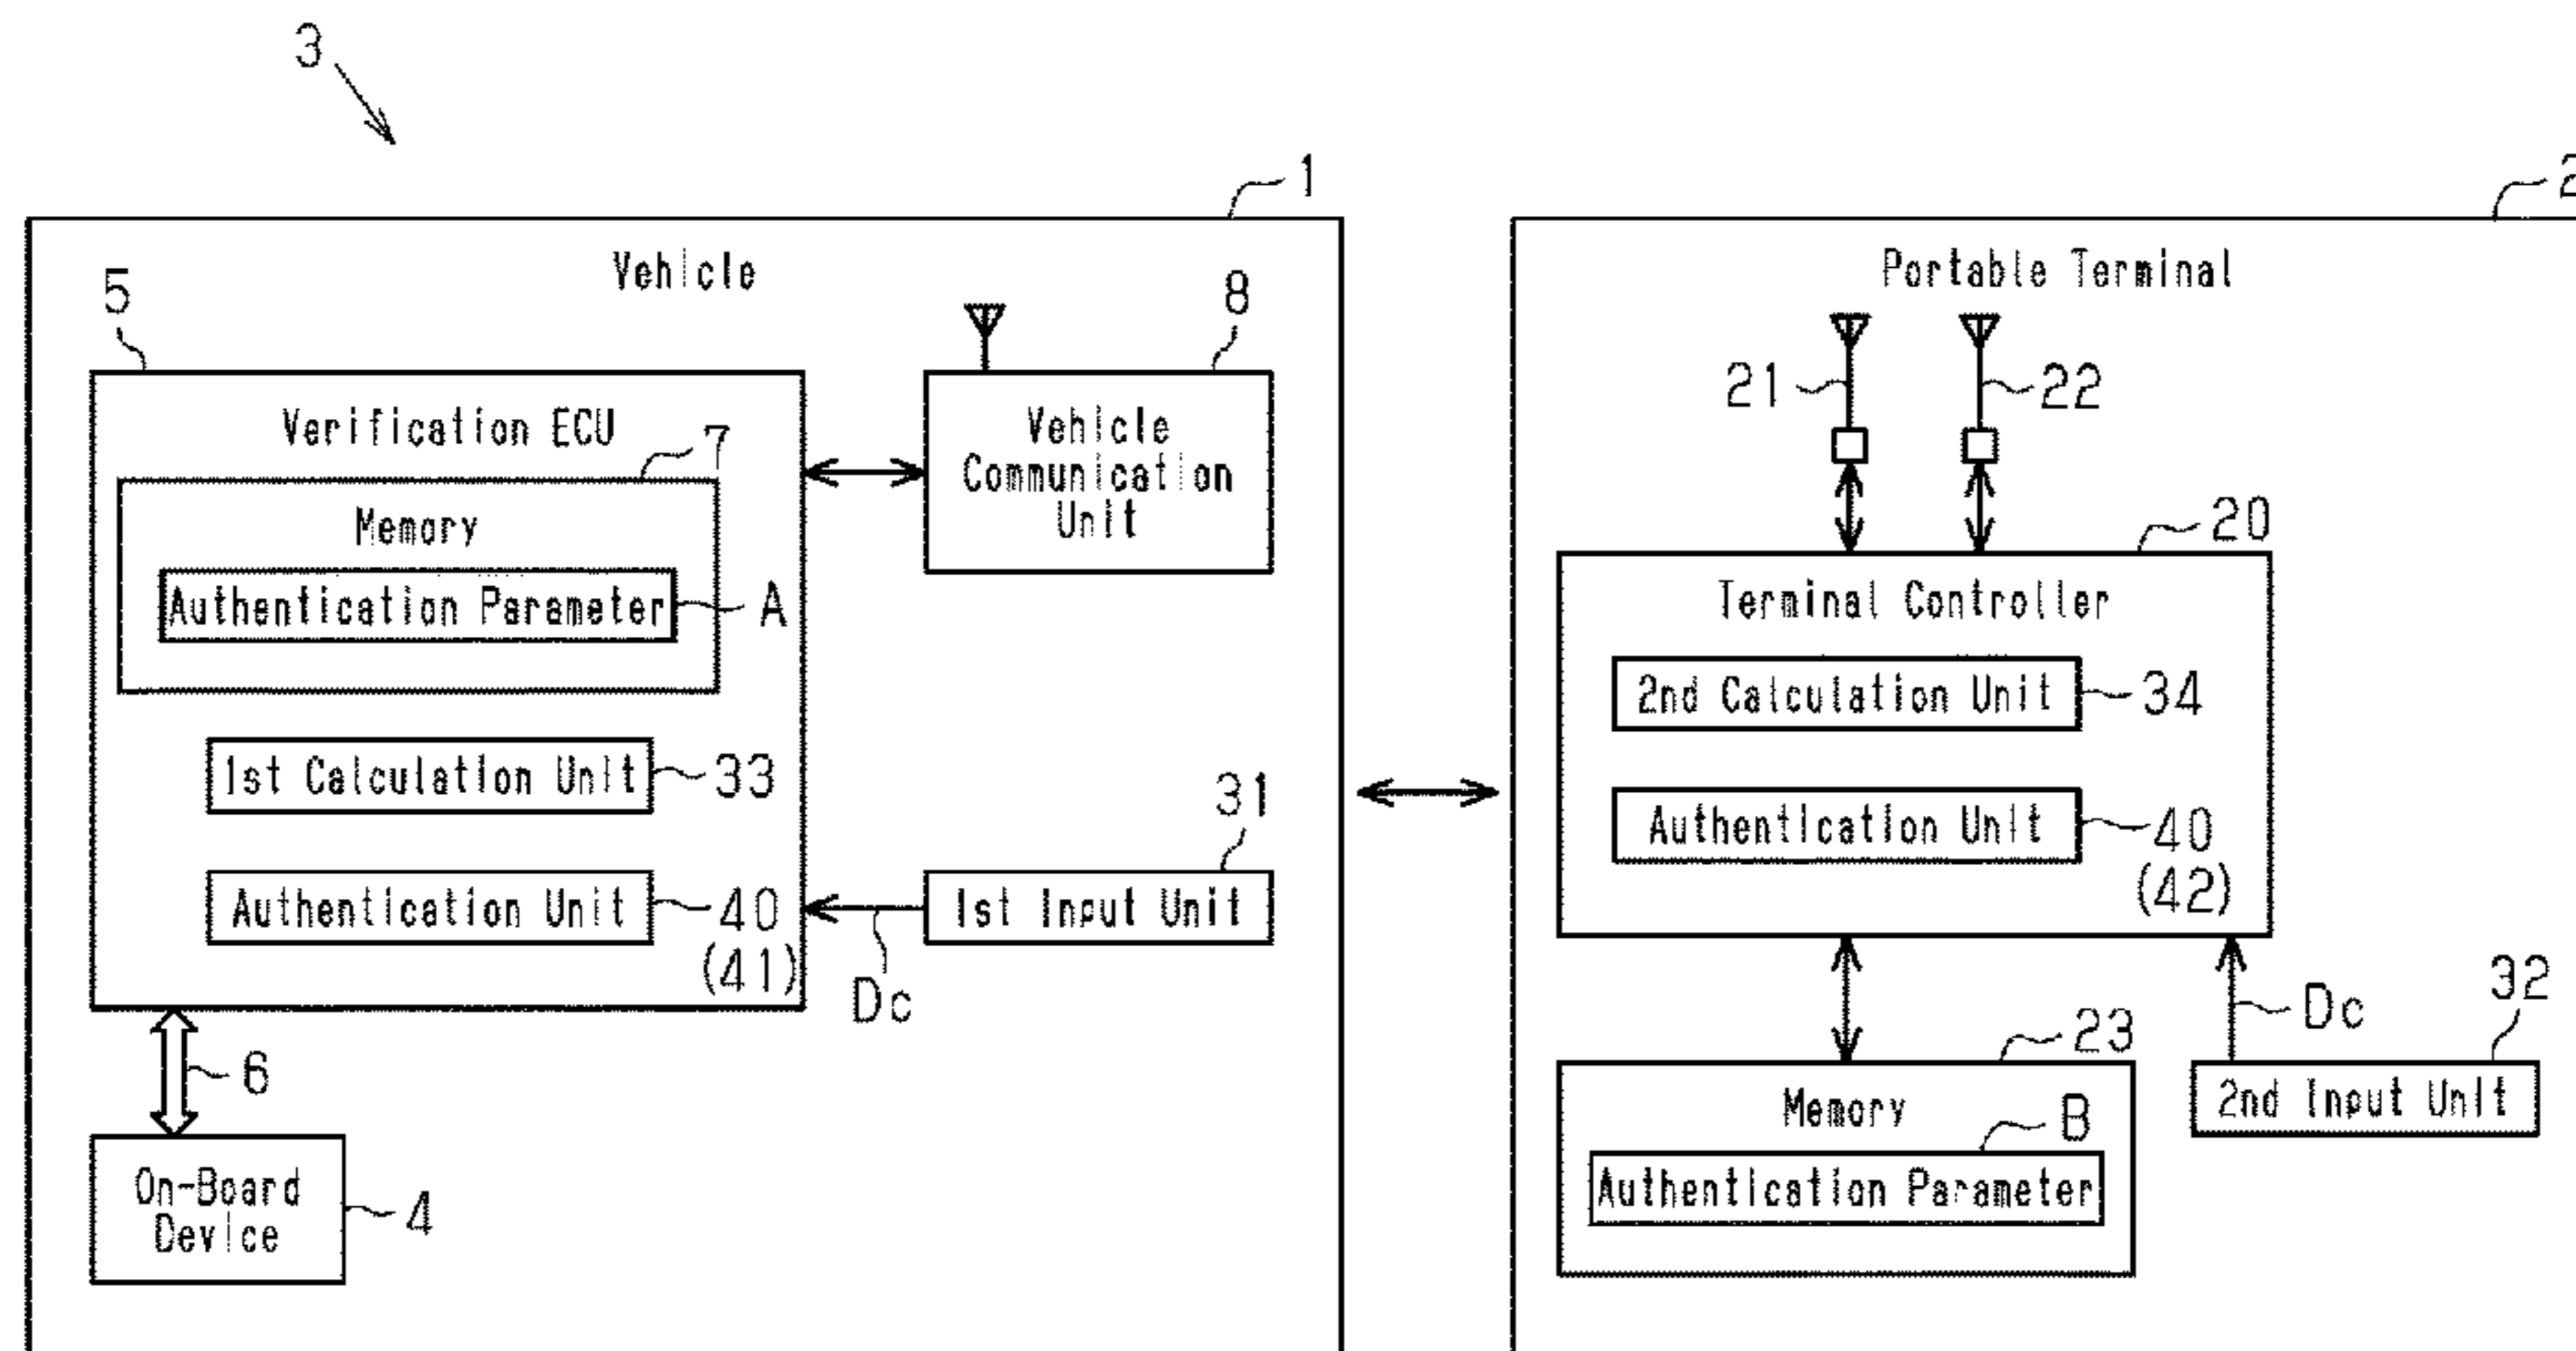 3
1
2
Vehicle
Portable Terminal
5
8
Verification ECU
7
Memory
Authentication Parameter
A
Vehicle
Communication
Unit
21
22
20
Terminal Controller
2nd Calculation Unit
34
1st Calculation Unit
33
31
Authentication Unit
40
(42)
Authentication Unit
40
(41)
1st Input Unit
Dc
Dc
32
6
23
Memory
B
2nd Input Unit
On-Board
Device
4
Authentication Parameter